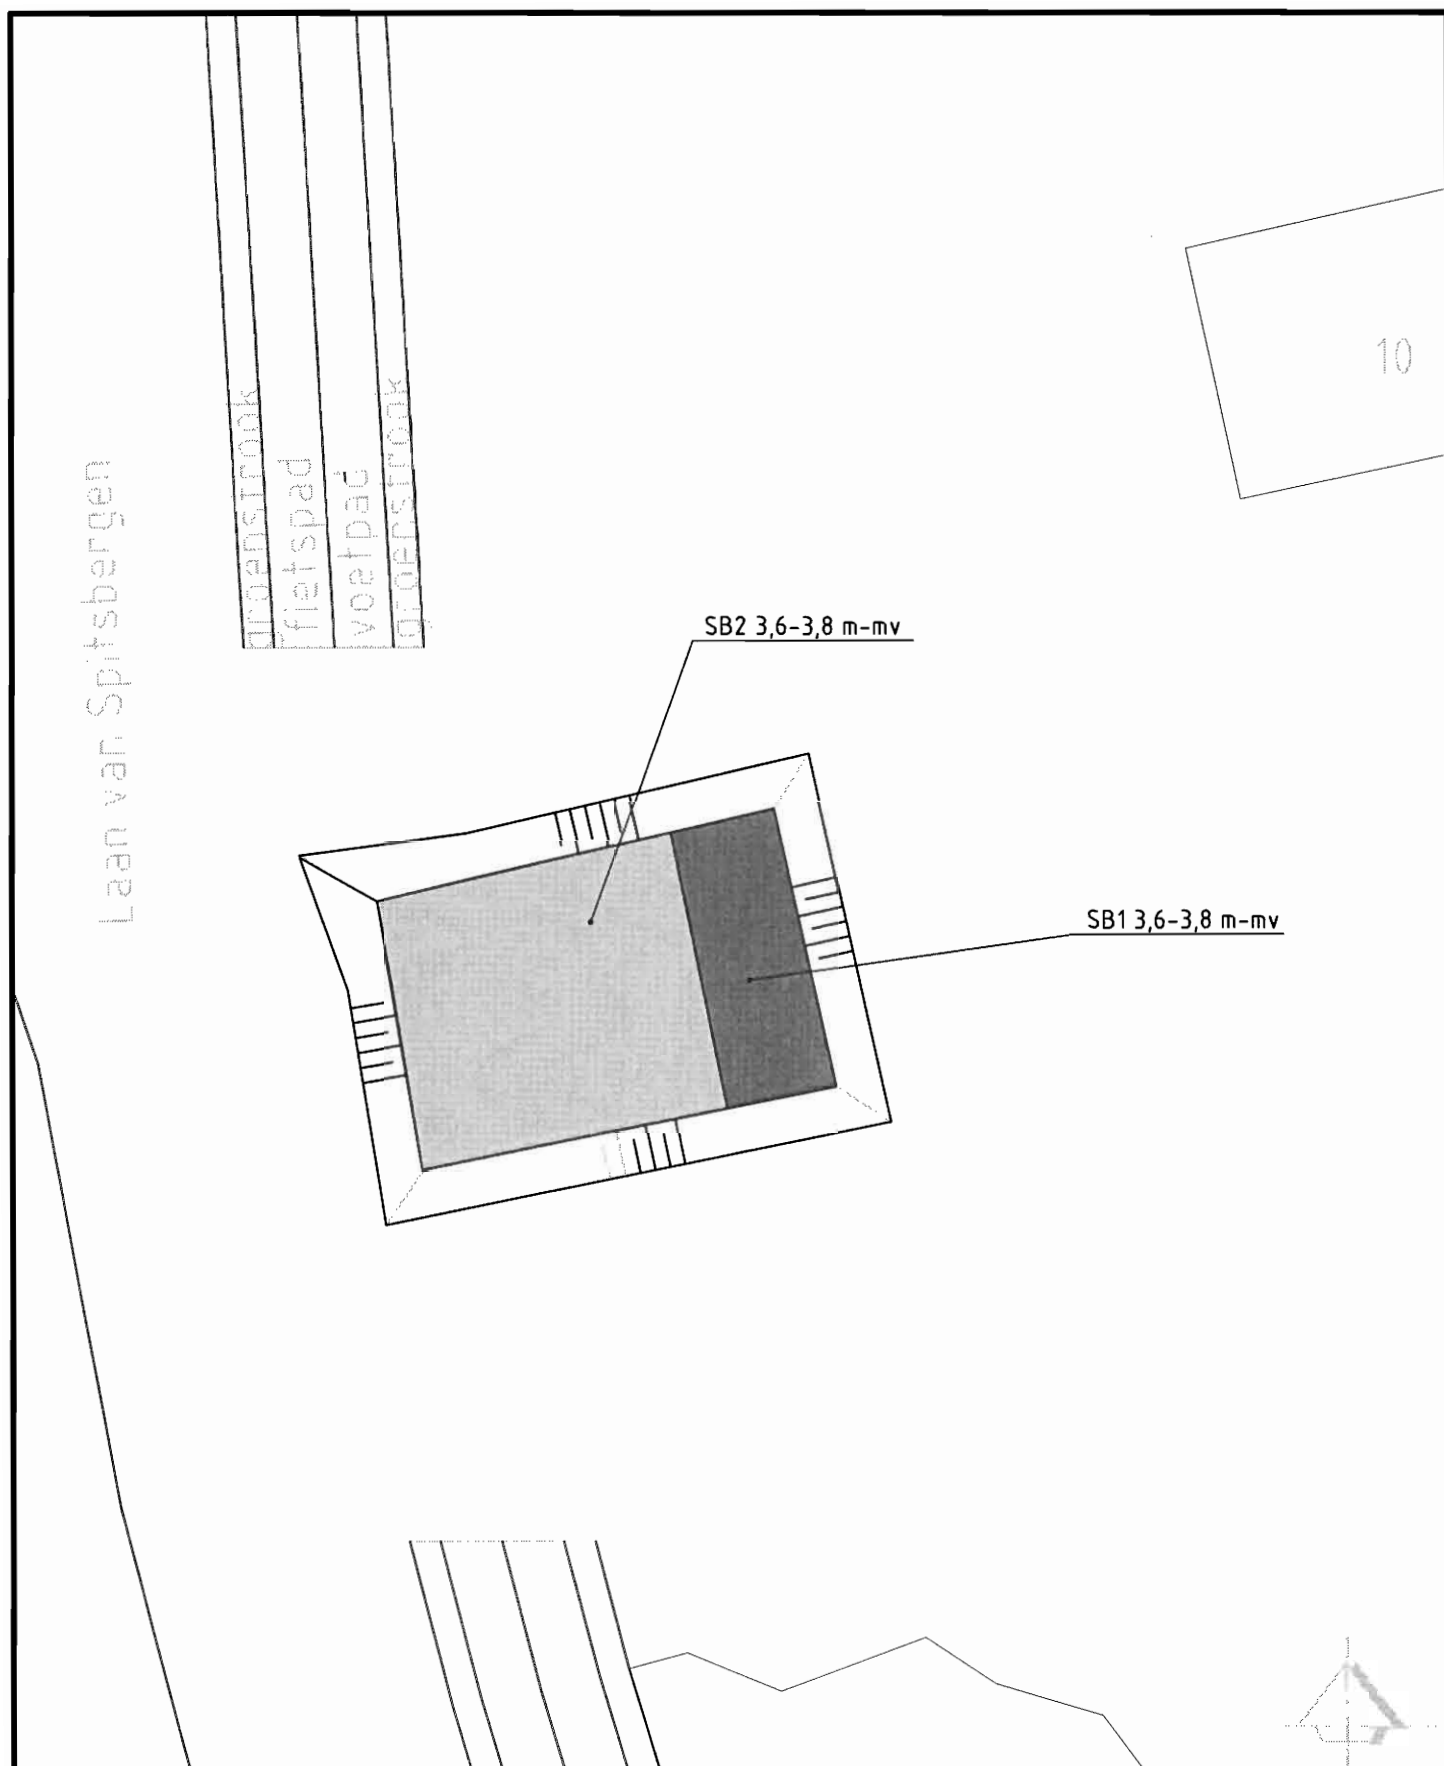 10
groenstrook
fietspad
voetpad
groenstrook
Laan van Spitsbergen
SB2 3,6-3,8 m-mv
SB1 3,6-3,8 m-mv